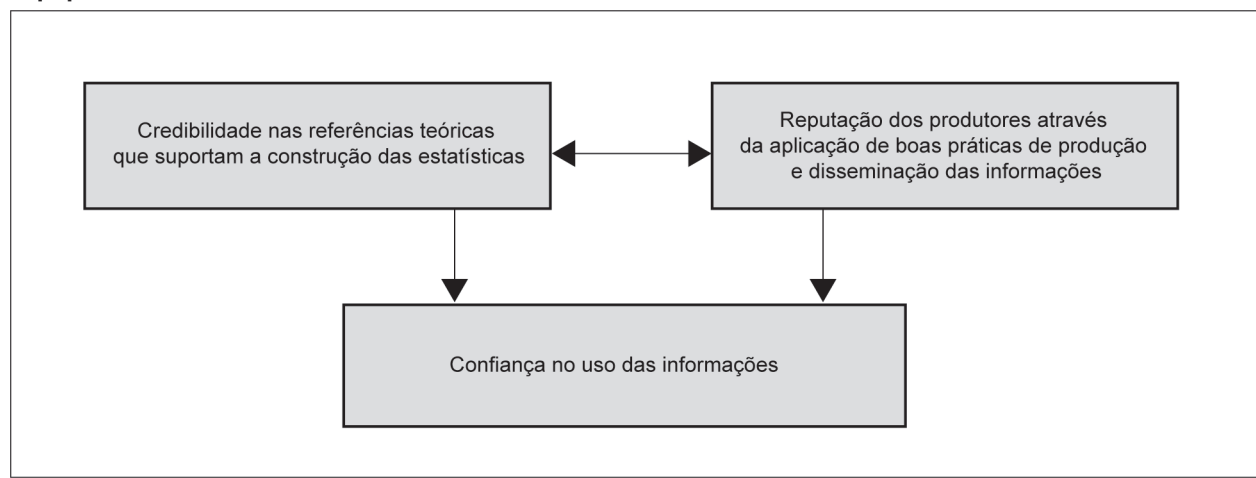 Credibilidade nas referências teóricas
que suportam a construção das estatísticas
Reputação dos produtores através
da aplicação de boas práticas de produção
e disseminação das informações
Confiança no uso das informações